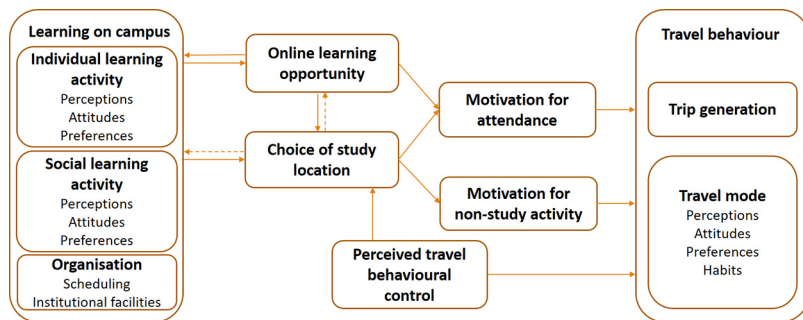 Learning on campus
Individual learning
activity
Perceptions
Attitudes
Preferences
Social learning
activity
Perceptions
Attitudes
Preferences
Organisation
Scheduling
Institutional facilities
Online learning
opportunity
Choice of study
location
Motivation for
attendance
Motivation for
non-study activity
Perceived travel
behavioural
control
Travel behaviour
Trip generation
Travel mode
Perceptions
Attitudes
Preferences
Habits